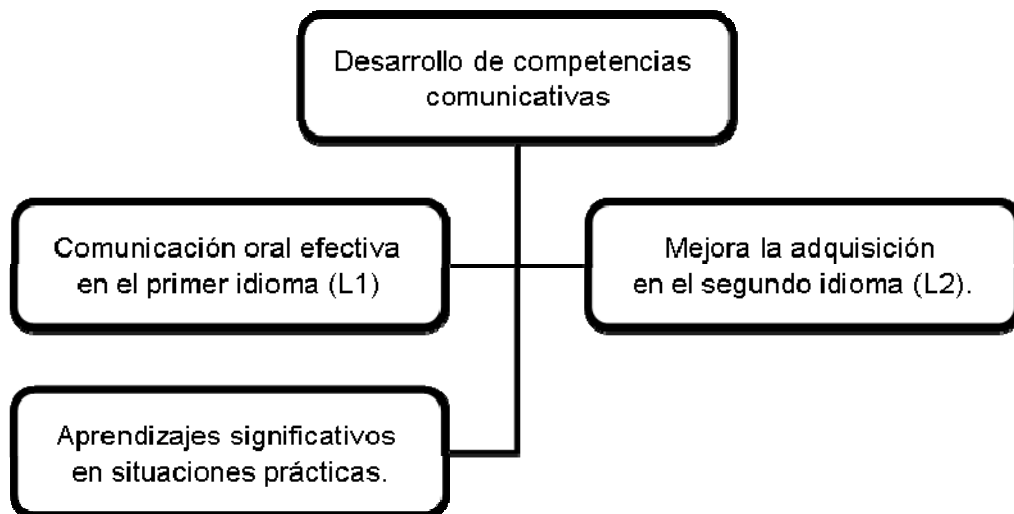 Desarrollo de competencias
comunicativas
Comunicación oral efectiva
en el primer idioma (L1)
Mejora la adquisición
en el segundo idioma (L2).
Aprendizajes significativos
en situaciones prácticas.